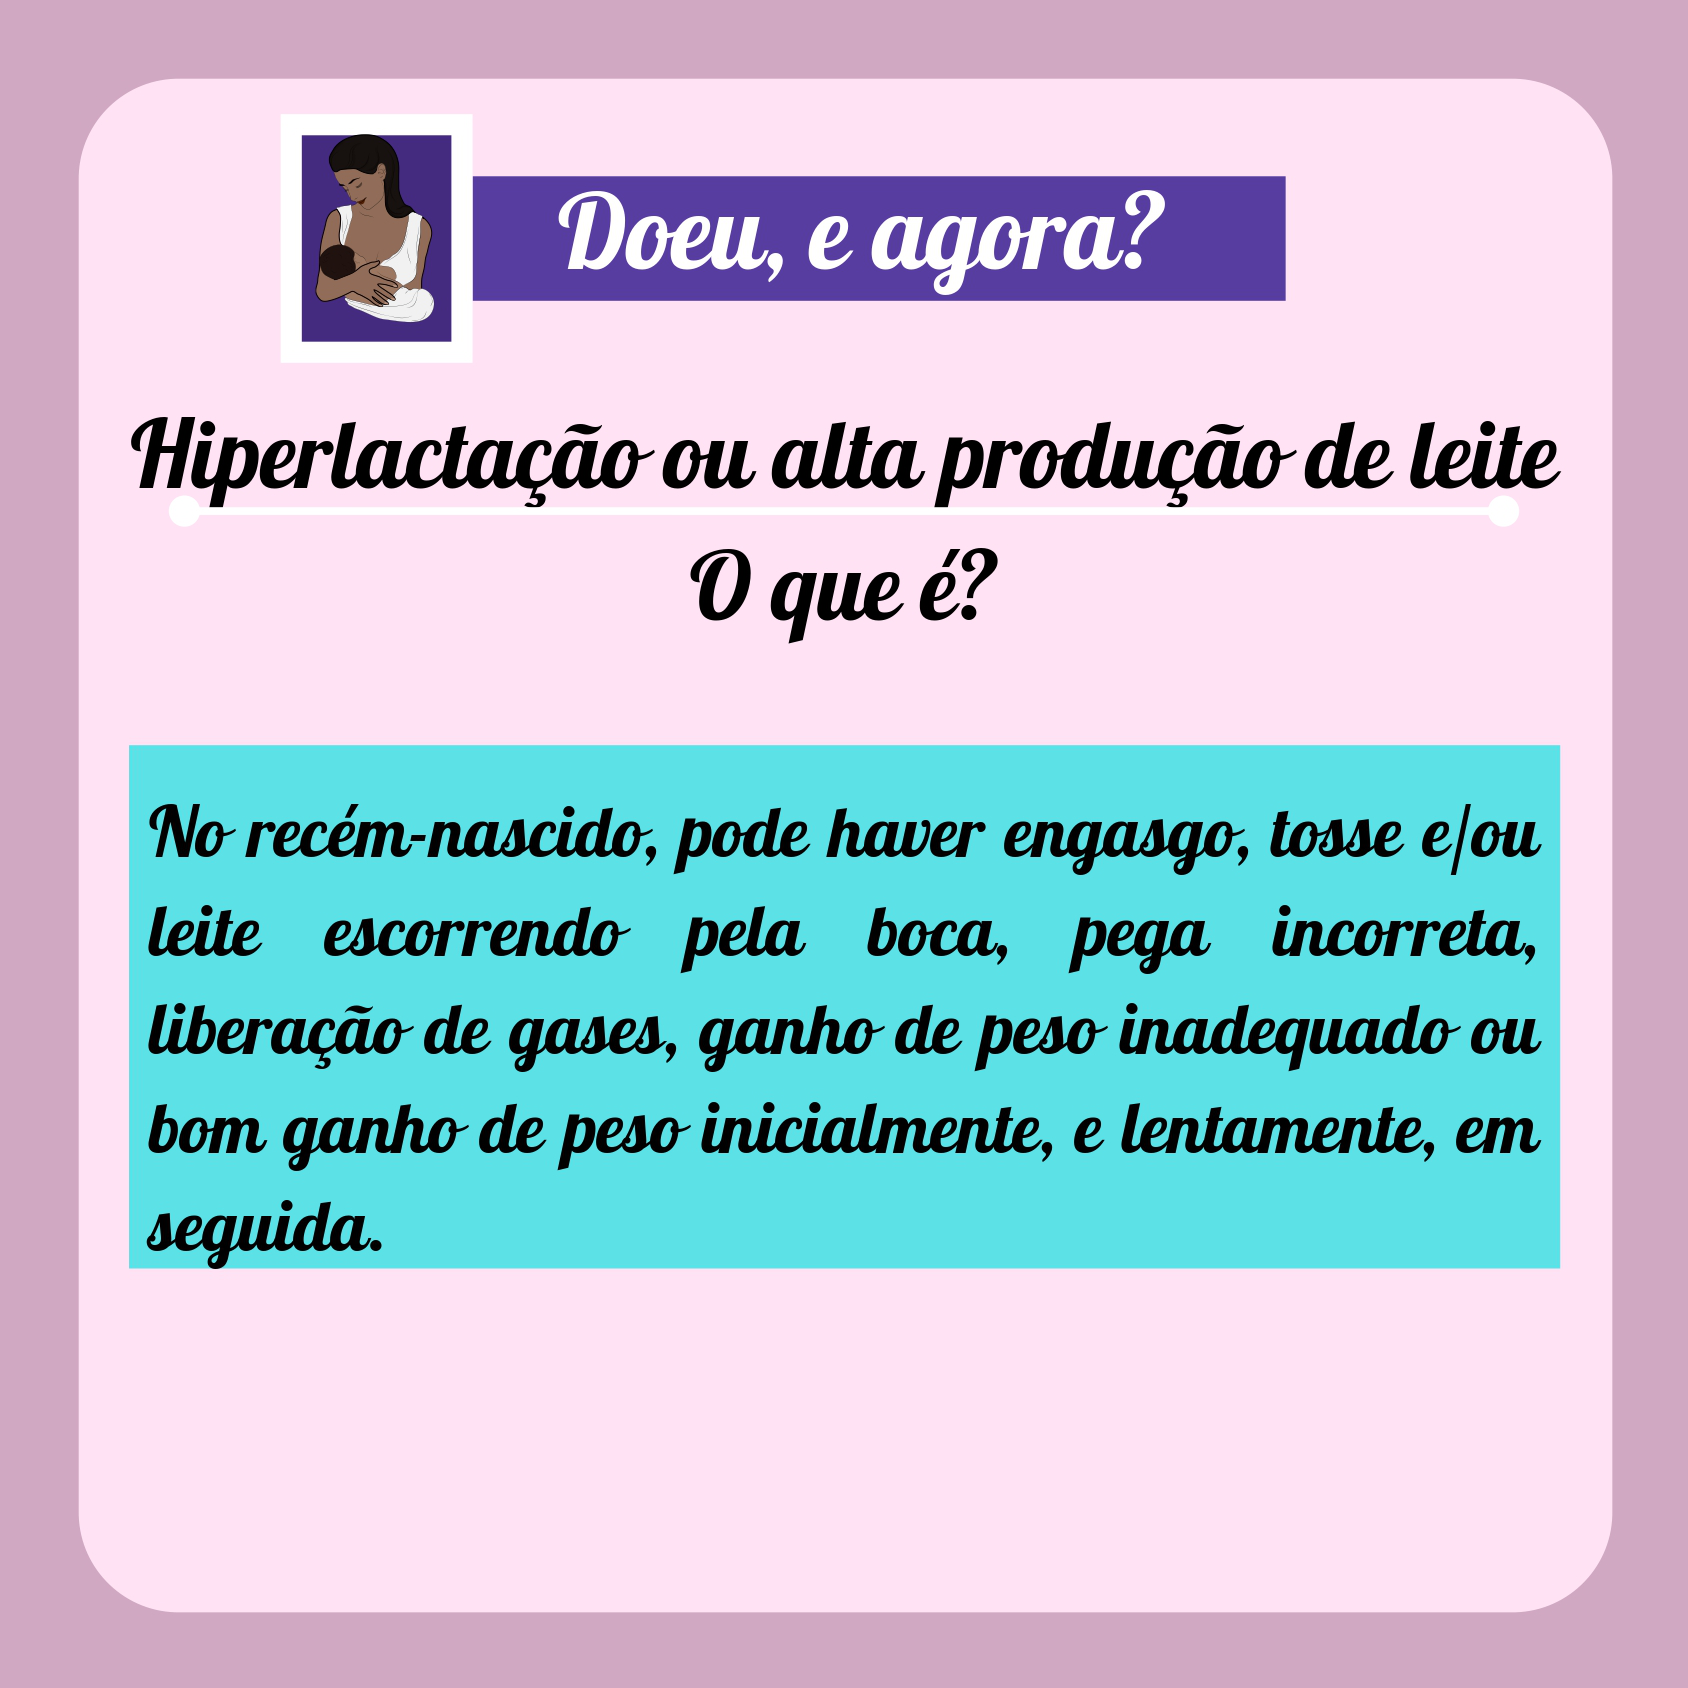 Doeu, e agora?
Hiperlactação ou alta produção de leite
O que é?
No recém-nascido, pode haver engasgo, tosse e/ou
leite escorrendo pela boca, pega incorreta,
liberação de gases, ganho de peso inadequado ou
bom ganho de peso inicialmente, e lentamente, em
seguida.